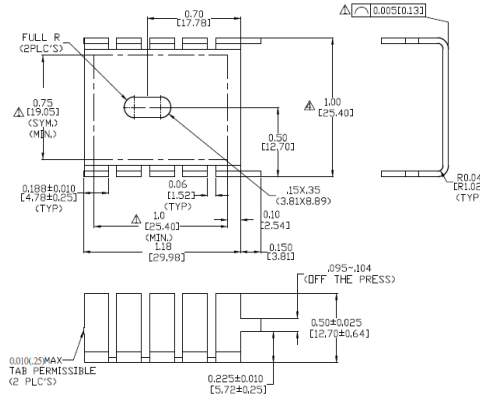 0.70
[17.78]
⚠ ⌓ 0.005[0.13]
FULL R
(2PLC'S)
⚠ 0.75
[19.05]
(SYM.)
(MIN.)
⚠ 1.00
[25.40]
0.50
[12.70]
0.188±0.010
[4.78±0.25]
(TYP)
0.06
[1.52]
(TYP)
.15X.35
(3.81X8.89)
R0.04
[R1.02
(TYP
⚠ 1.0
[25.40]
(MIN.)
0.10
[2.54]
1.18
[29.98]
0.150
[3.81]
.095~.104
(OFF THE PRESS)
0.50±0.025
[12.70±0.64]
0.010(.25)MAX
TAB PERMISSIBLE
(2 PLC'S)
0.225±0.010
[5.72±0.25]